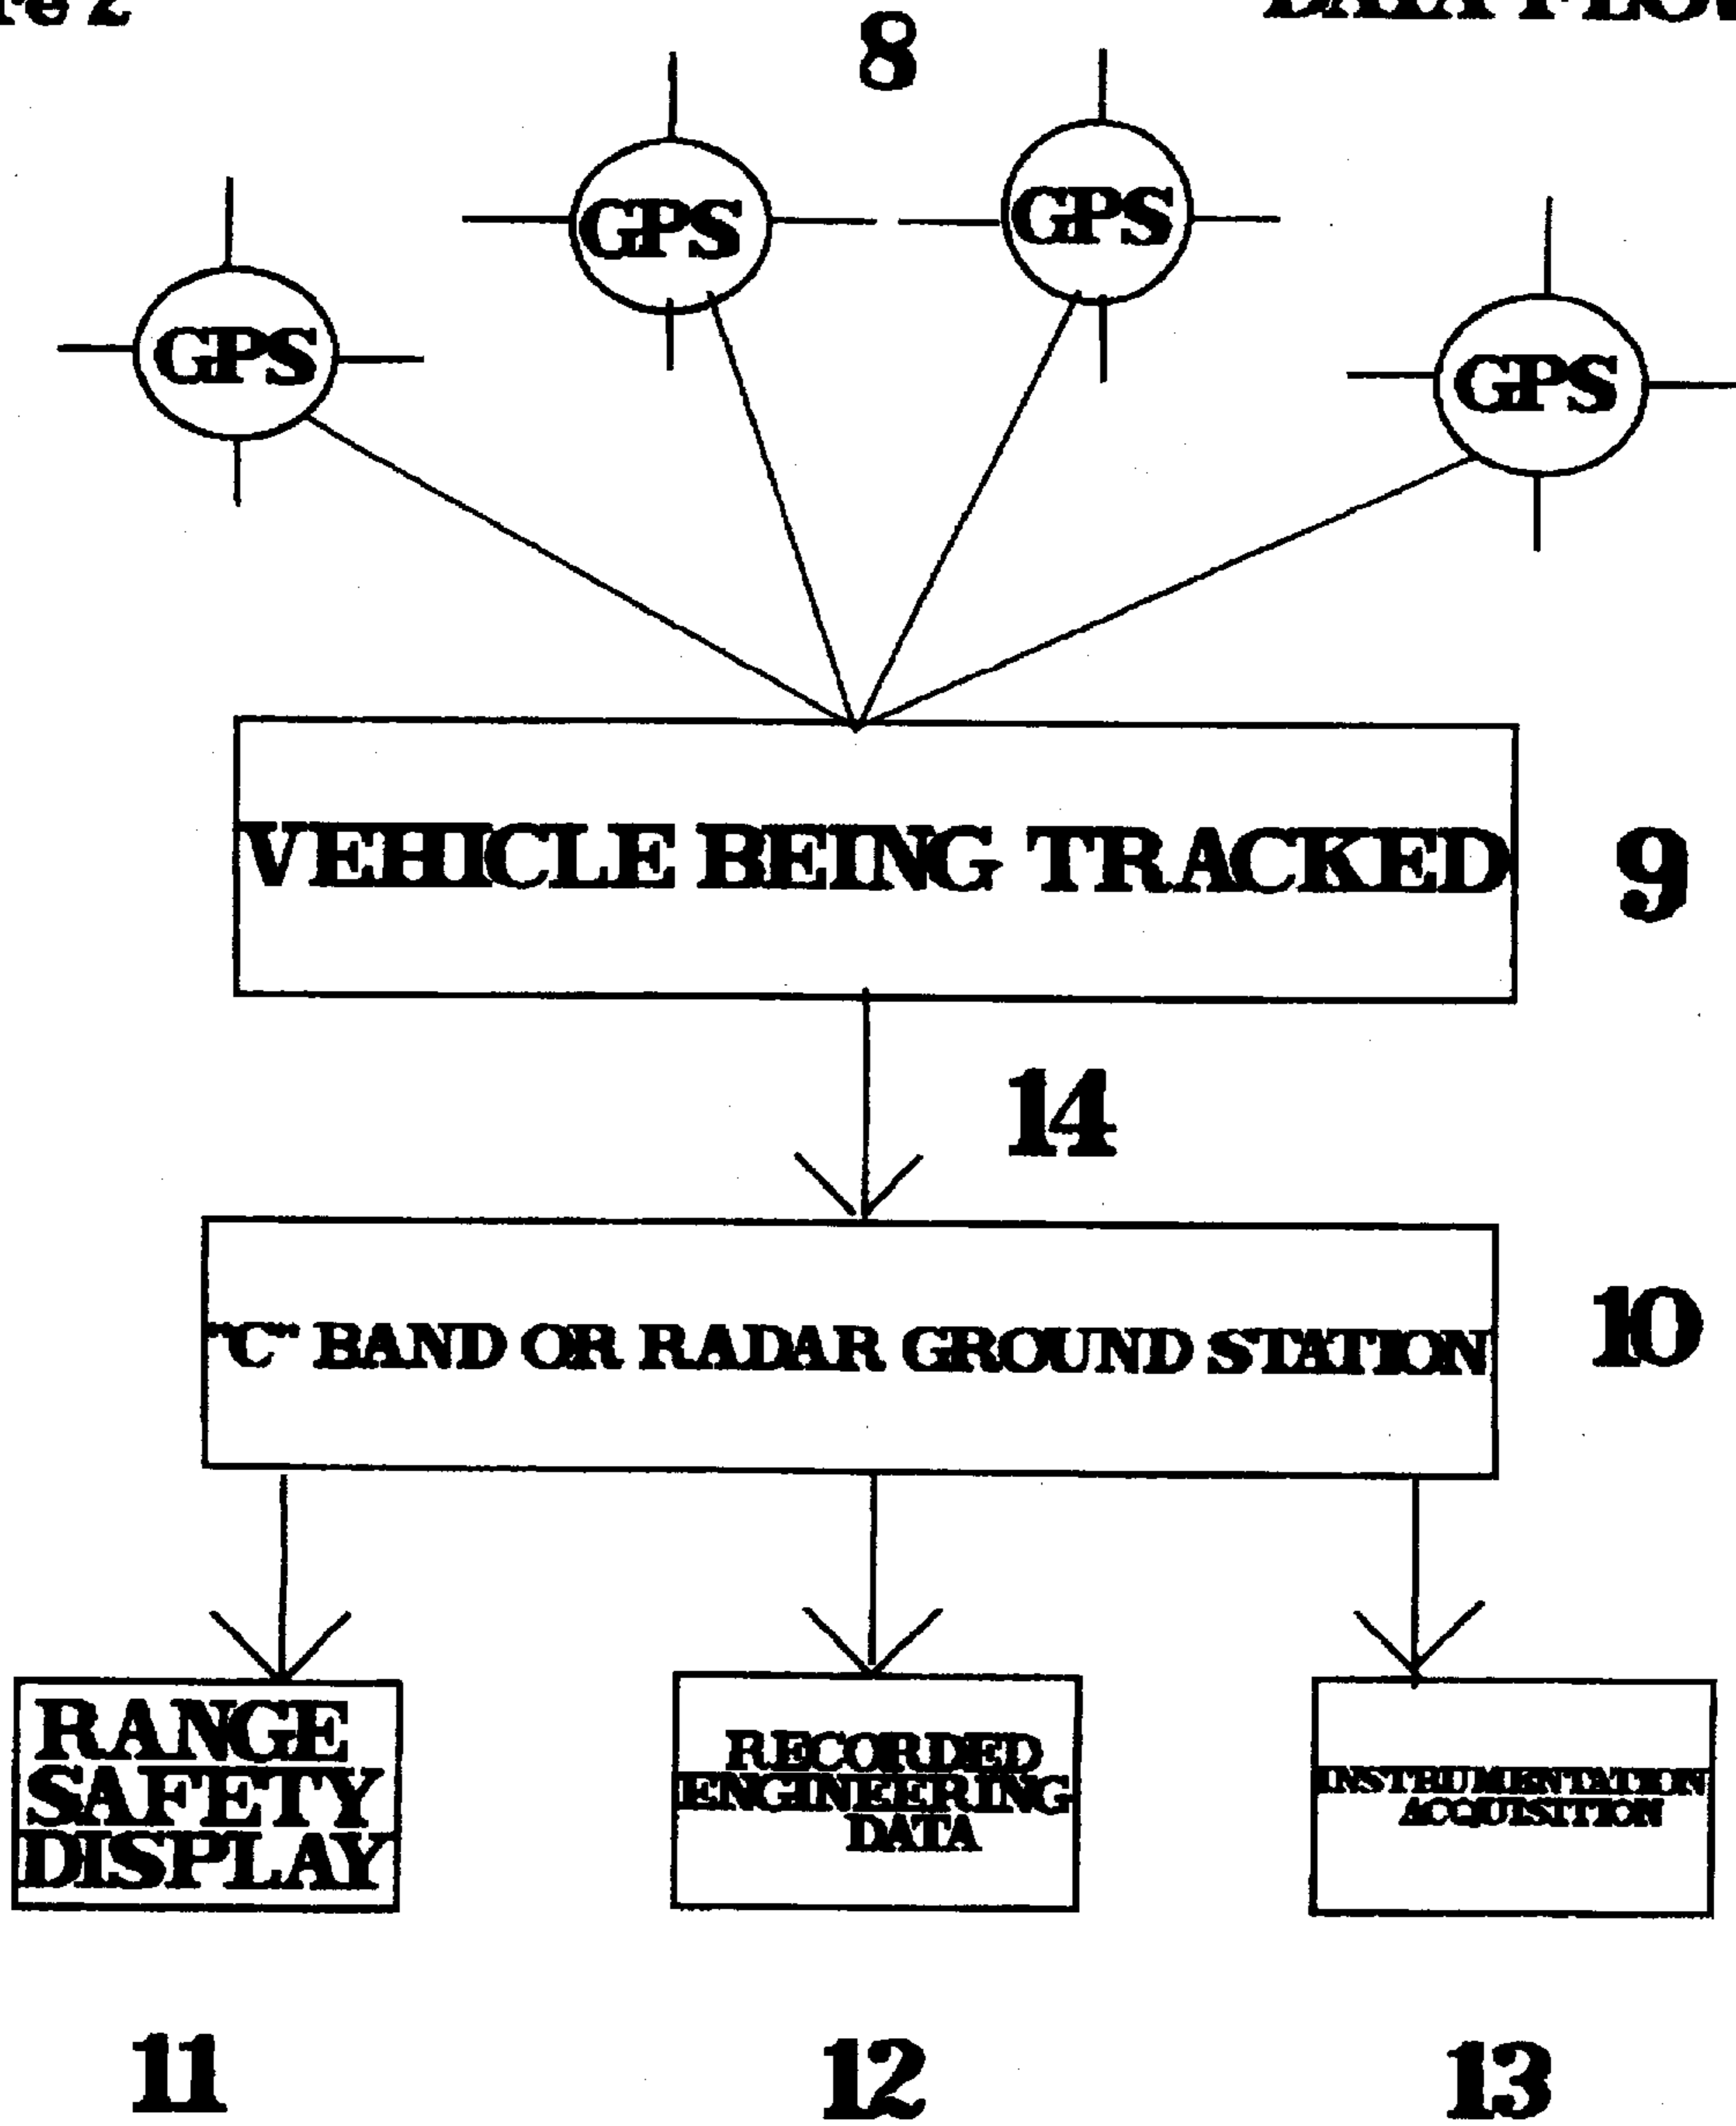 8
GPS
GPS
GPS
GPS
VEHICLE BEING TRACKED
9
14
"C" BAND OR RADAR GROUND STATION
10
RANGE
SAFETY
DISPLAY
RECORDED
ENGINEERING
DATA
INSTRUMENTATION
ACQUISITION
11
12
13